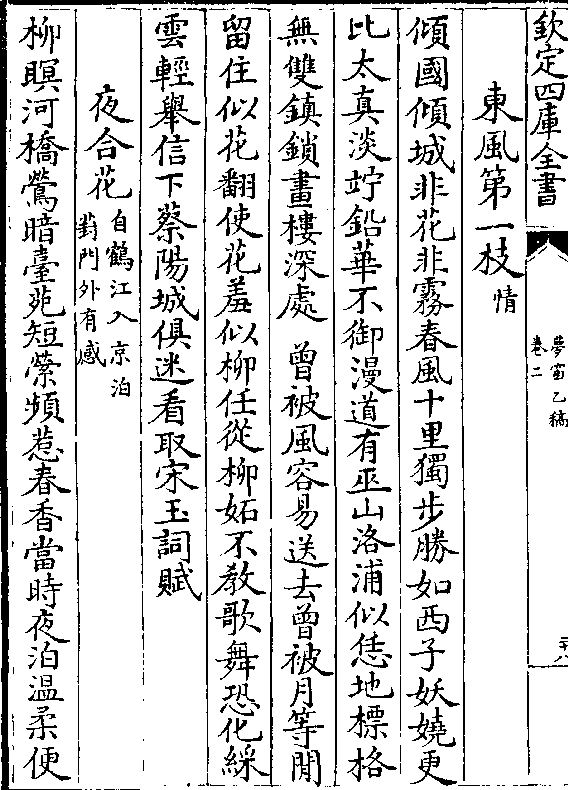 欽定四庫全書
夢窗乙稿
卷二
東風第一枝情
傾國傾城非花非霧春風十里獨步勝如西子妖嬈更
比太真淡竚鉛華不御漫道有巫山洛浦似恁地標格
無雙鎮鎖畫樓深處　曾被風容易送去曾被月等閒
留住似花翻使花羞似柳任從柳妬不教歌舞恐化綵
雲輕舉信下蔡陽城俱迷看取宋玉詞賦
夜合花自鶴江入京泊
葑門外有感
柳暝河橋鶯暗臺苑短䇿頻惹春香當時夜泊温柔便